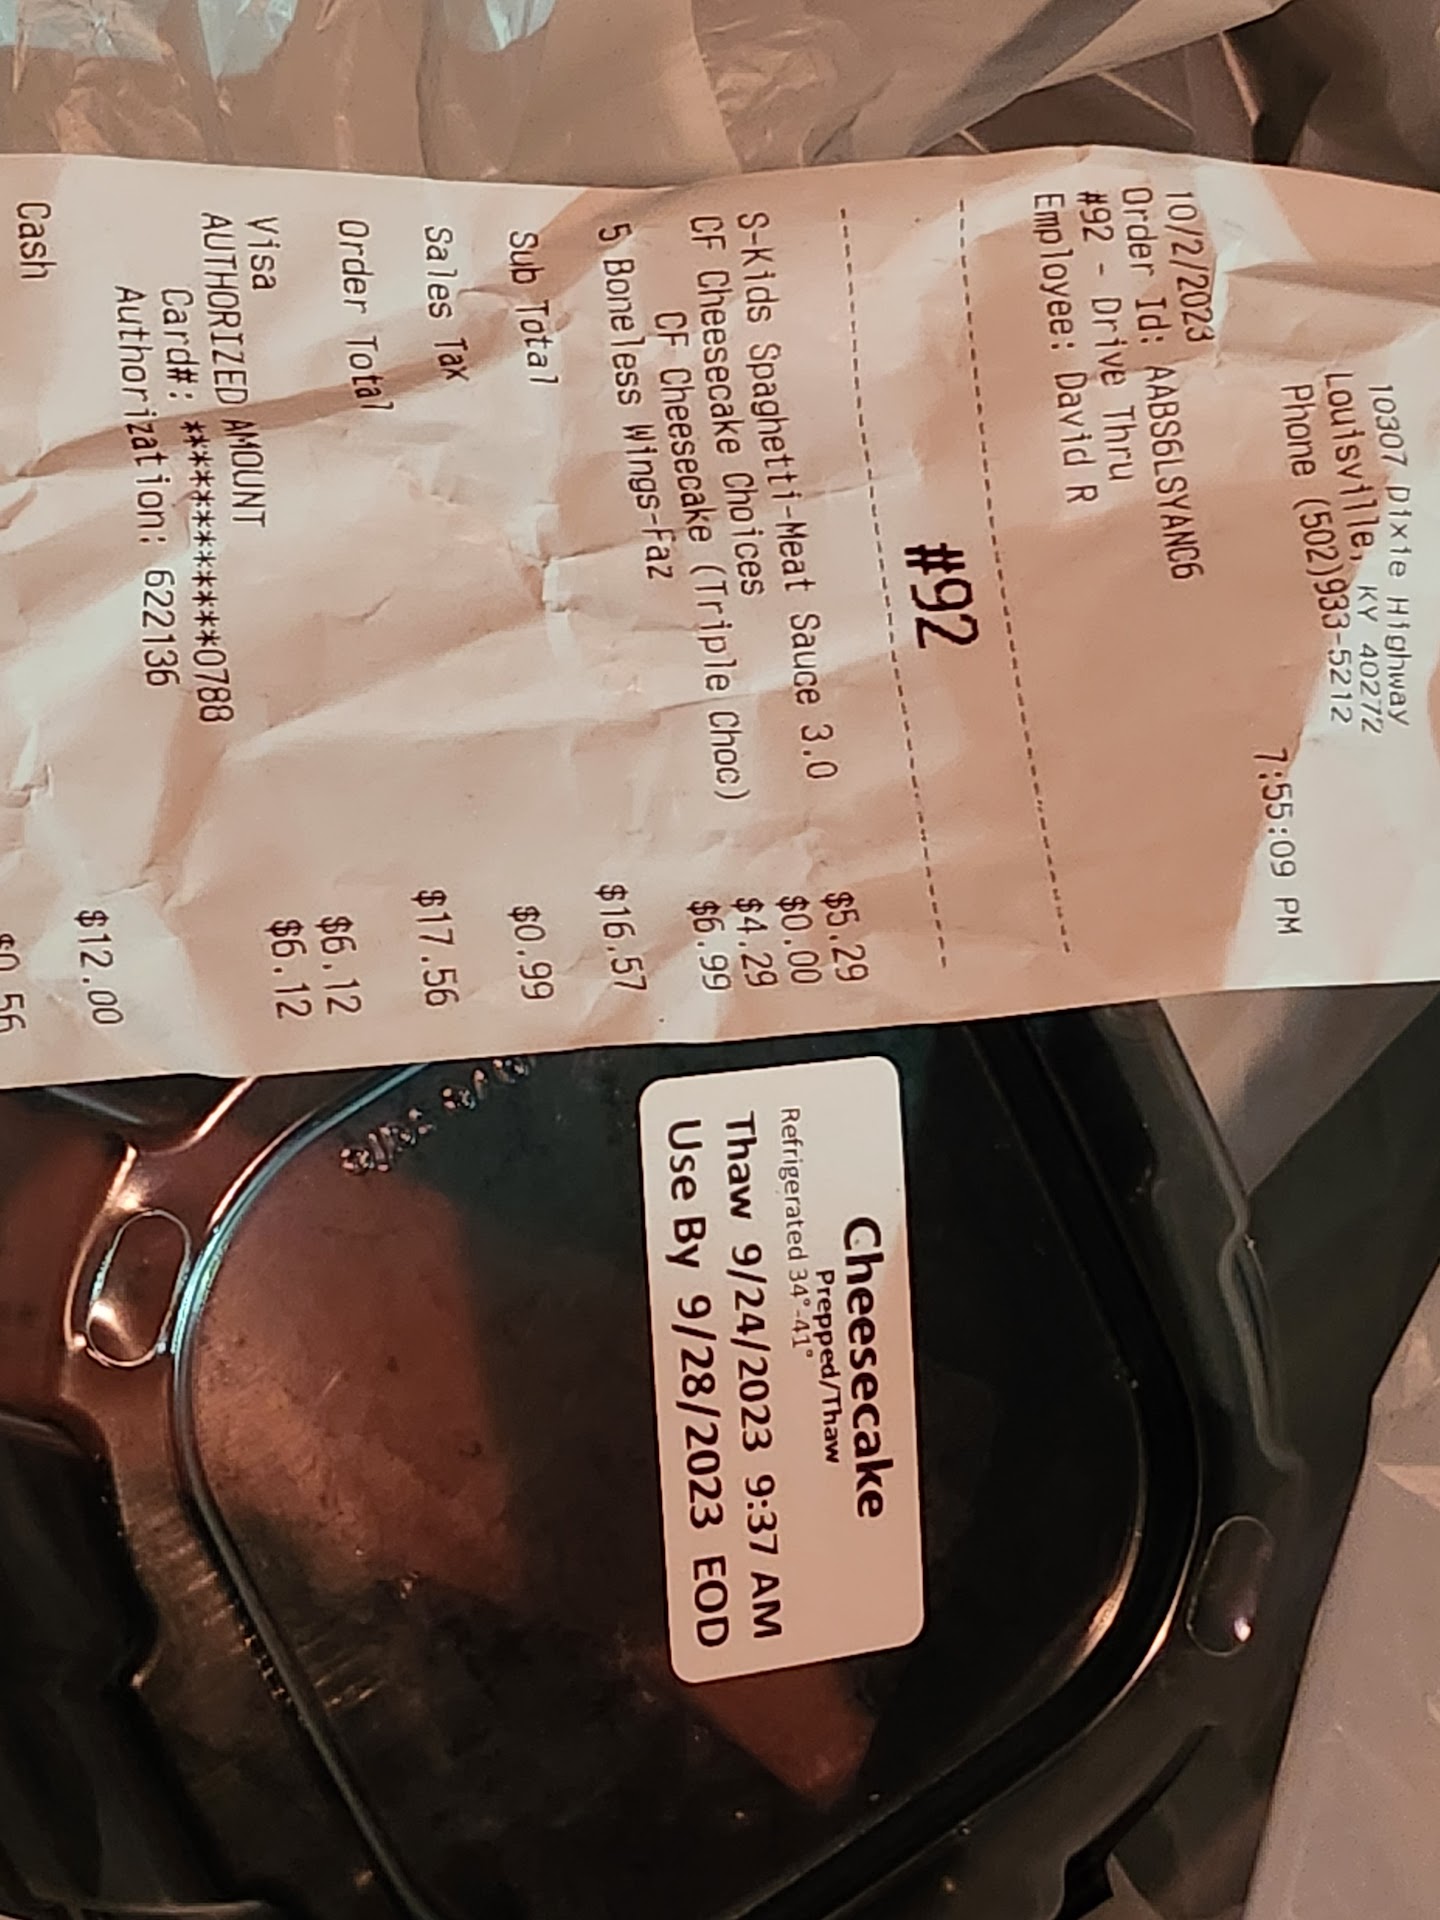 10307 Dixie Highway
Louisville, KY 40272
Phone (502)933-5212
10/2/2023 7:55:09 PM
Order Id: AABS6LSYANC6
#92 - Drive Thru
Employee: David R
#92
S-Kids Spaghetti-Meat Sauce 3.0 $5.29
CF Cheesecake Choices $0.00
CF Cheesecake (Triple Choc) $4.29
5 Boneless Wings-Faz $6.99
Sub Total $16.57
Sales Tax $0.99
Order Total $17.56
Visa $6.12
AUTHORIZED AMOUNT $6.12
Card#: ************0788
Authorization: 622136
Cash $12.00
$0.56
Cheesecake
Prepped/Thaw
Refrigerated 34°-41°
Thaw 9/24/2023 9:37 AM
Use By 9/28/2023 EOD